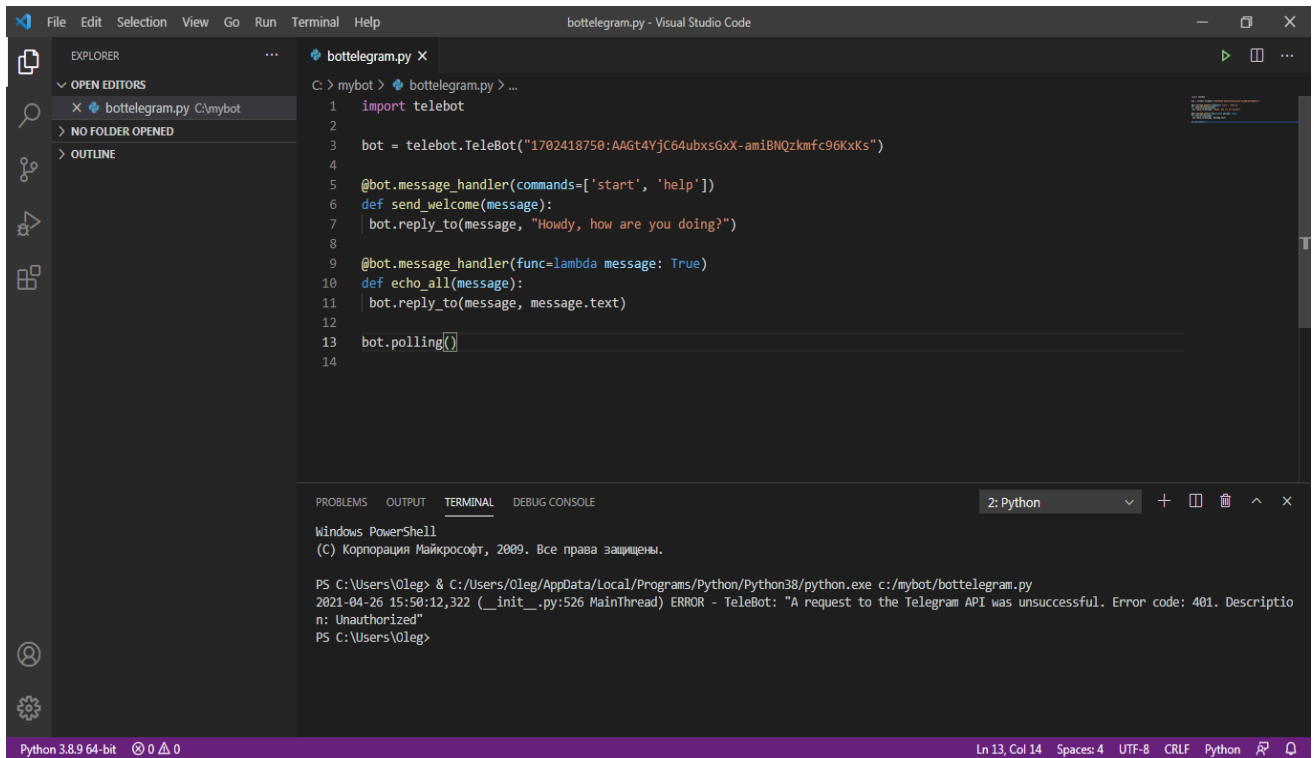 File Edit Selection View Go Run Terminal Help bottelegram.py - Visual Studio Code
EXPLORER
OPEN EDITORS
bottelegram.py C:\mybot
NO FOLDER OPENED
OUTLINE
bottelegram.py
C: > mybot > bottelegram.py > ...
1 import telebot
2
3 bot = telebot.TeleBot("1702418750:AAGt4YjC64ubxsGxX-amiBNQzkmfc96KxKs")
4
5 @bot.message_handler(commands=['start', 'help'])
6 def send_welcome(message):
7 bot.reply_to(message, "Howdy, how are you doing?")
8
9 @bot.message_handler(func=lambda message: True)
10 def echo_all(message):
11 bot.reply_to(message, message.text)
12
13 bot.polling()
14
PROBLEMS OUTPUT TERMINAL DEBUG CONSOLE 2: Python
Windows PowerShell
(C) Корпорация Майкрософт, 2009. Все права защищены.
PS C:\Users\Oleg> & C:/Users/Oleg/AppData/Local/Programs/Python/Python38/python.exe c:/mybot/bottelegram.py
2021-04-26 15:50:12,322 (__init__.py:526 MainThread) ERROR - TeleBot: "A request to the Telegram API was unsuccessful. Error code: 401. Descriptio
n: Unauthorized"
PS C:\Users\Oleg>
Python 3.8.9 64-bit 0 0 Ln 13, Col 14 Spaces: 4 UTF-8 CRLF Python